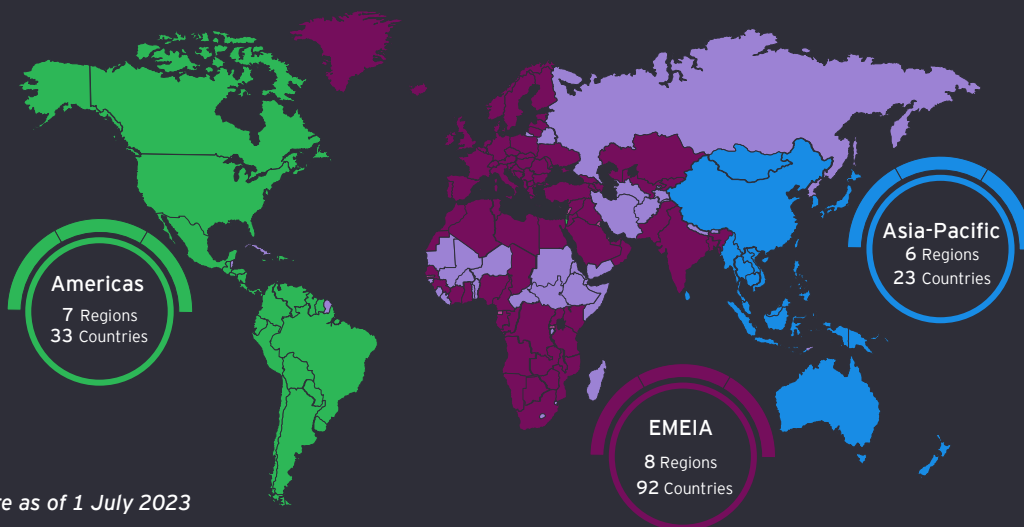 Americas
7 Regions
33 Countries
Asia-Pacific
6 Regions
23 Countries
EMEIA
8 Regions
92 Countries
as of 1 July 2023